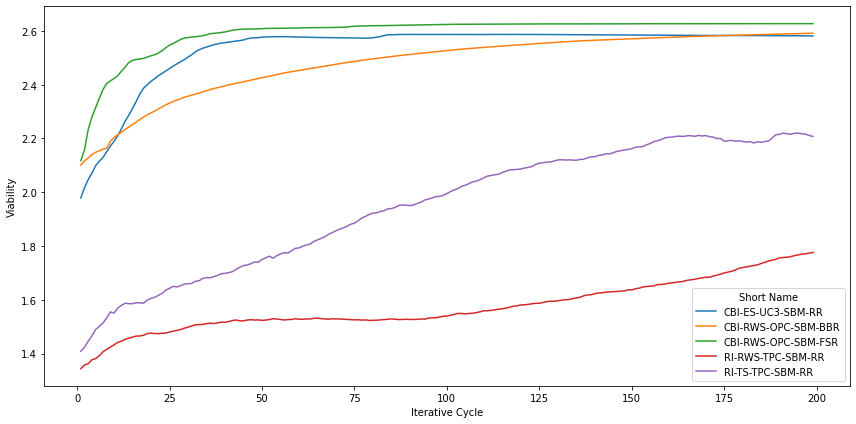 2.6
2.4
2.2
2.0
1.8
1.6
1.4
Viability
0
25
50
75
100
125
150
175
200
Iterative Cycle
Short Name
CBI-ES-UC3-SBM-RR
CBI-RWS-OPC-SBM-BBR
CBI-RWS-OPC-SBM-FSR
RI-RWS-TPC-SBM-RR
RI-TS-TPC-SBM-RR